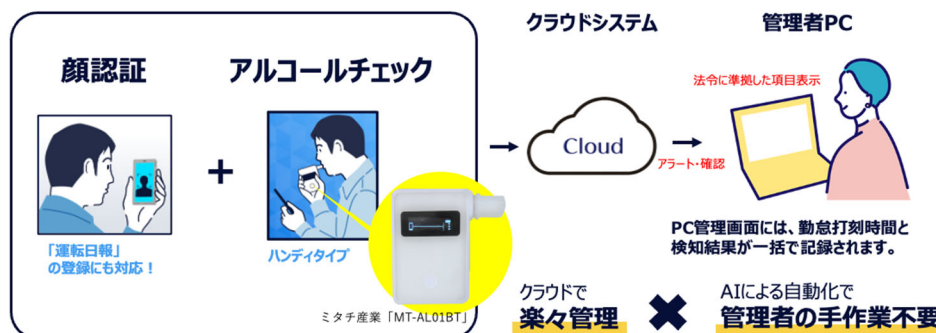 顔認証
+
アルコールチェック
「運転日報」
の登録にも対応！
ハンディタイプ
ミタチ産業「MT-AL01BT」
クラウドシステム
Cloud
管理者PC
法令に準拠した項目表示
アラート・確認
PC管理画面には、勤怠打刻時間と
検知結果が一括で記録されます。
クラウドで
楽々管理
AIによる自動化で
管理者の手作業不要